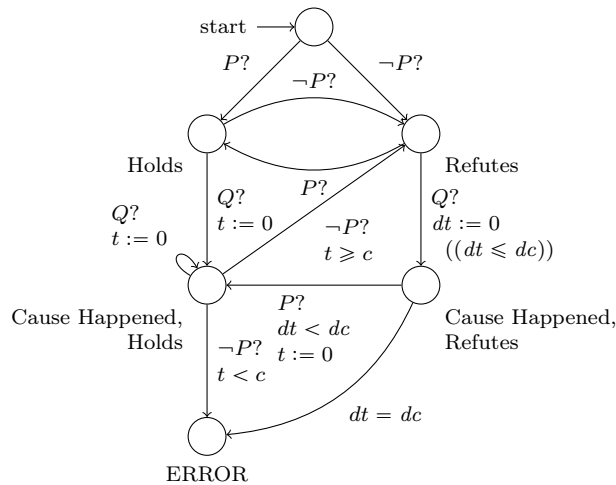 start
P?
¬P?
¬P?
Holds
Refutes
P?
Q?
t := 0
Q?
t := 0
Q?
dt := 0
((dt ⩽ dc))
¬P?
t ⩾ c
Cause Happened,
Holds
P?
dt < dc
t := 0
Cause Happened,
Refutes
¬P?
t < c
dt = dc
ERROR